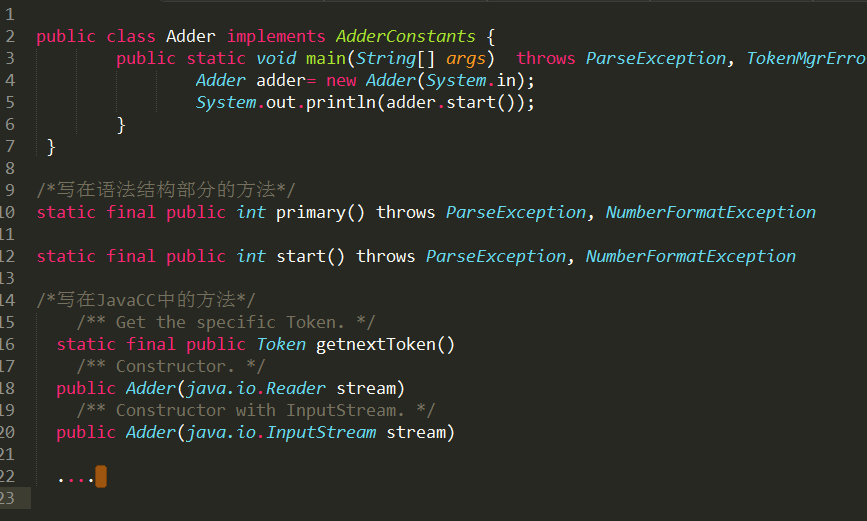 1
2 public class Adder implements AdderConstants {
3 public static void main(String[] args)  throws ParseException, TokenMgrErro
4 Adder adder= new Adder(System.in);
5 System.out.println(adder.start());
6 }
7 }
8
9 /*写在语法结构部分的方法*/
10 static final public int primary() throws ParseException, NumberFormatException
11
12 static final public int start() throws ParseException, NumberFormatException
13
14 /*写在JavaCC中的方法*/
15 /** Get the specific Token. */
16 static final public Token getnextToken()
17 /** Constructor. */
18 public Adder(java.io.Reader stream)
19 /** Constructor with InputStream. */
20 public Adder(java.io.InputStream stream)
21
22 ....
23